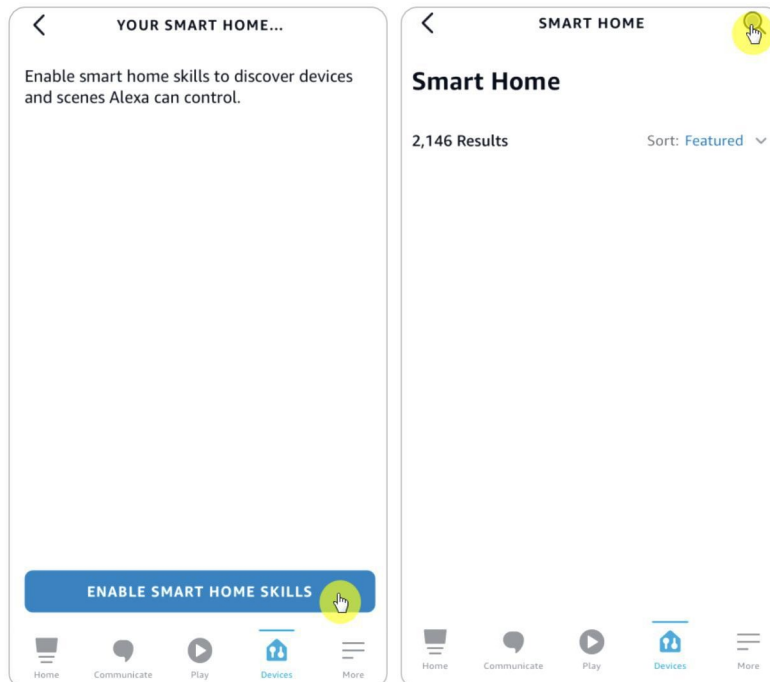 YOUR SMART HOME...
Enable smart home skills to discover devices
and scenes Alexa can control.
ENABLE SMART HOME SKILLS
Home
Communicate
Play
Devices
More
SMART HOME
Smart Home
2,146 Results
Sort: Featured
Home
Communicate
Play
Devices
More